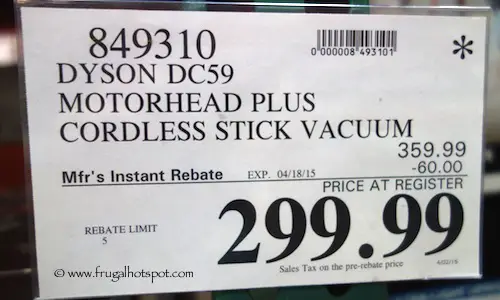 849310
0"000008"493101"
*
DYSON DC59
MOTORHEAD PLUS
CORDLESS STICK VACUUM
359.99
-60.00
Mfr's Instant Rebate EXP. 04/18/15
PRICE AT REGISTER
299.99
REBATE LIMIT
5
Sales Tax on the pre-rebate price
© www.frugalhotspot.com